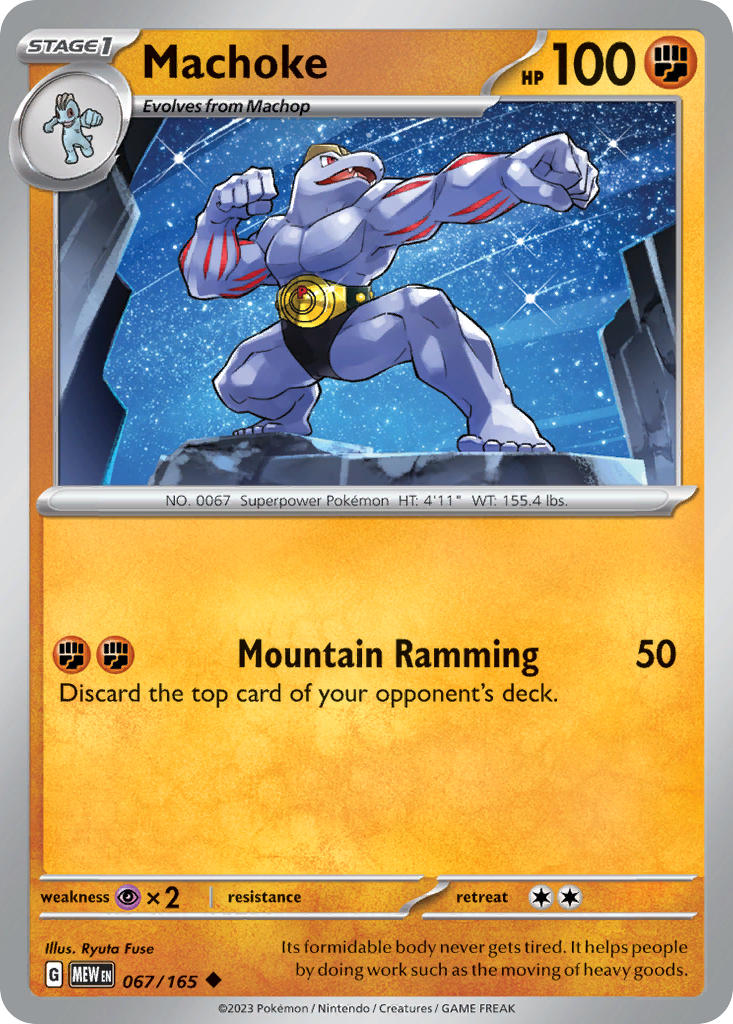 STAGE1
Machoke
HP 100
Evolves from Machop
NO. 0067 Superpower Pokémon HT: 4'11" WT: 155.4 lbs.
Mountain Ramming 50
Discard the top card of your opponent's deck.
weakness ×2 resistance retreat
Illus. Ryuta Fuse
Its formidable body never gets tired. It helps people
by doing work such as the moving of heavy goods.
G MEW EN 067/165
©2023 Pokémon / Nintendo / Creatures / GAME FREAK